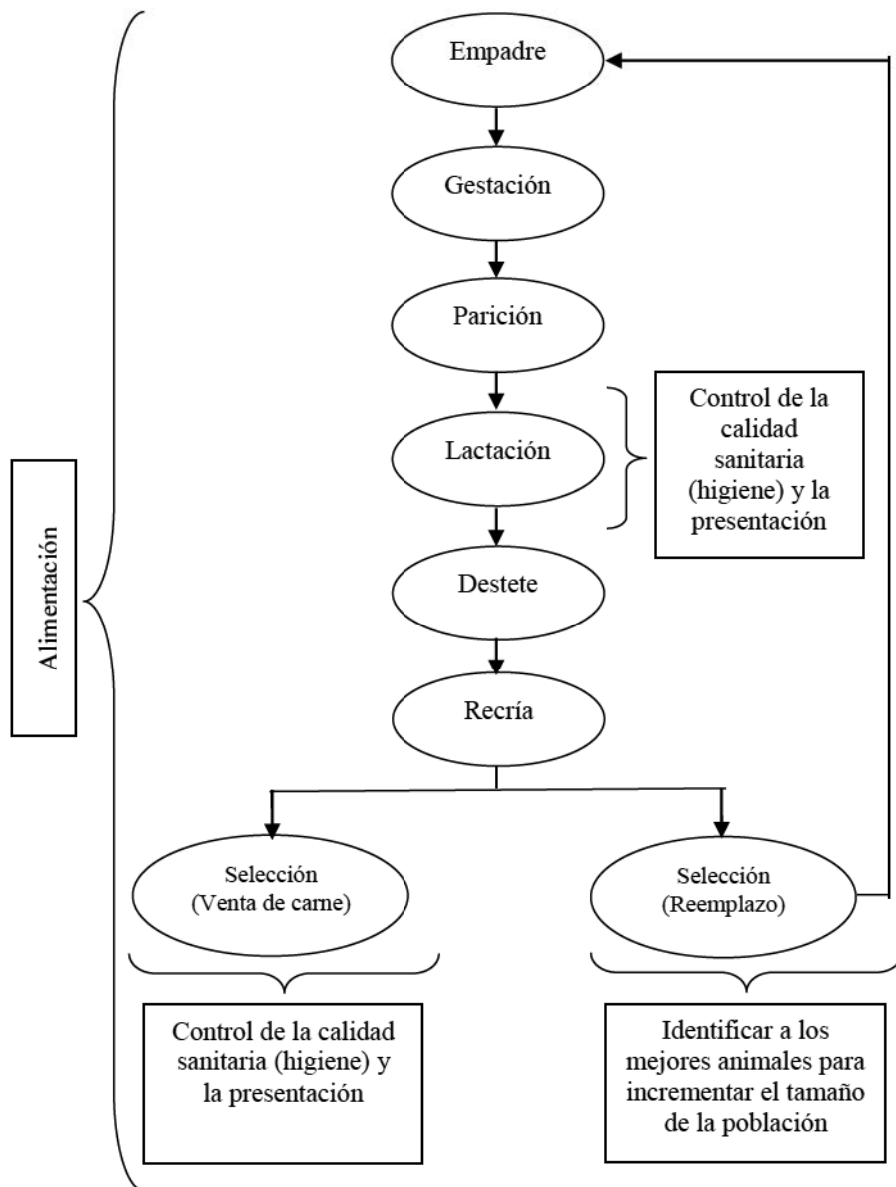 Empadre
Gestación
Parición
Lactación
Control de la
calidad
sanitaria
(higiene) y la
presentación
Alimentación
Destete
Recría
Selección
(Venta de carne)
Selección
(Reemplazo)
Control de la calidad
sanitaria (higiene) y
la presentación
Identificar a los
mejores animales para
incrementar el tamaño
de la población